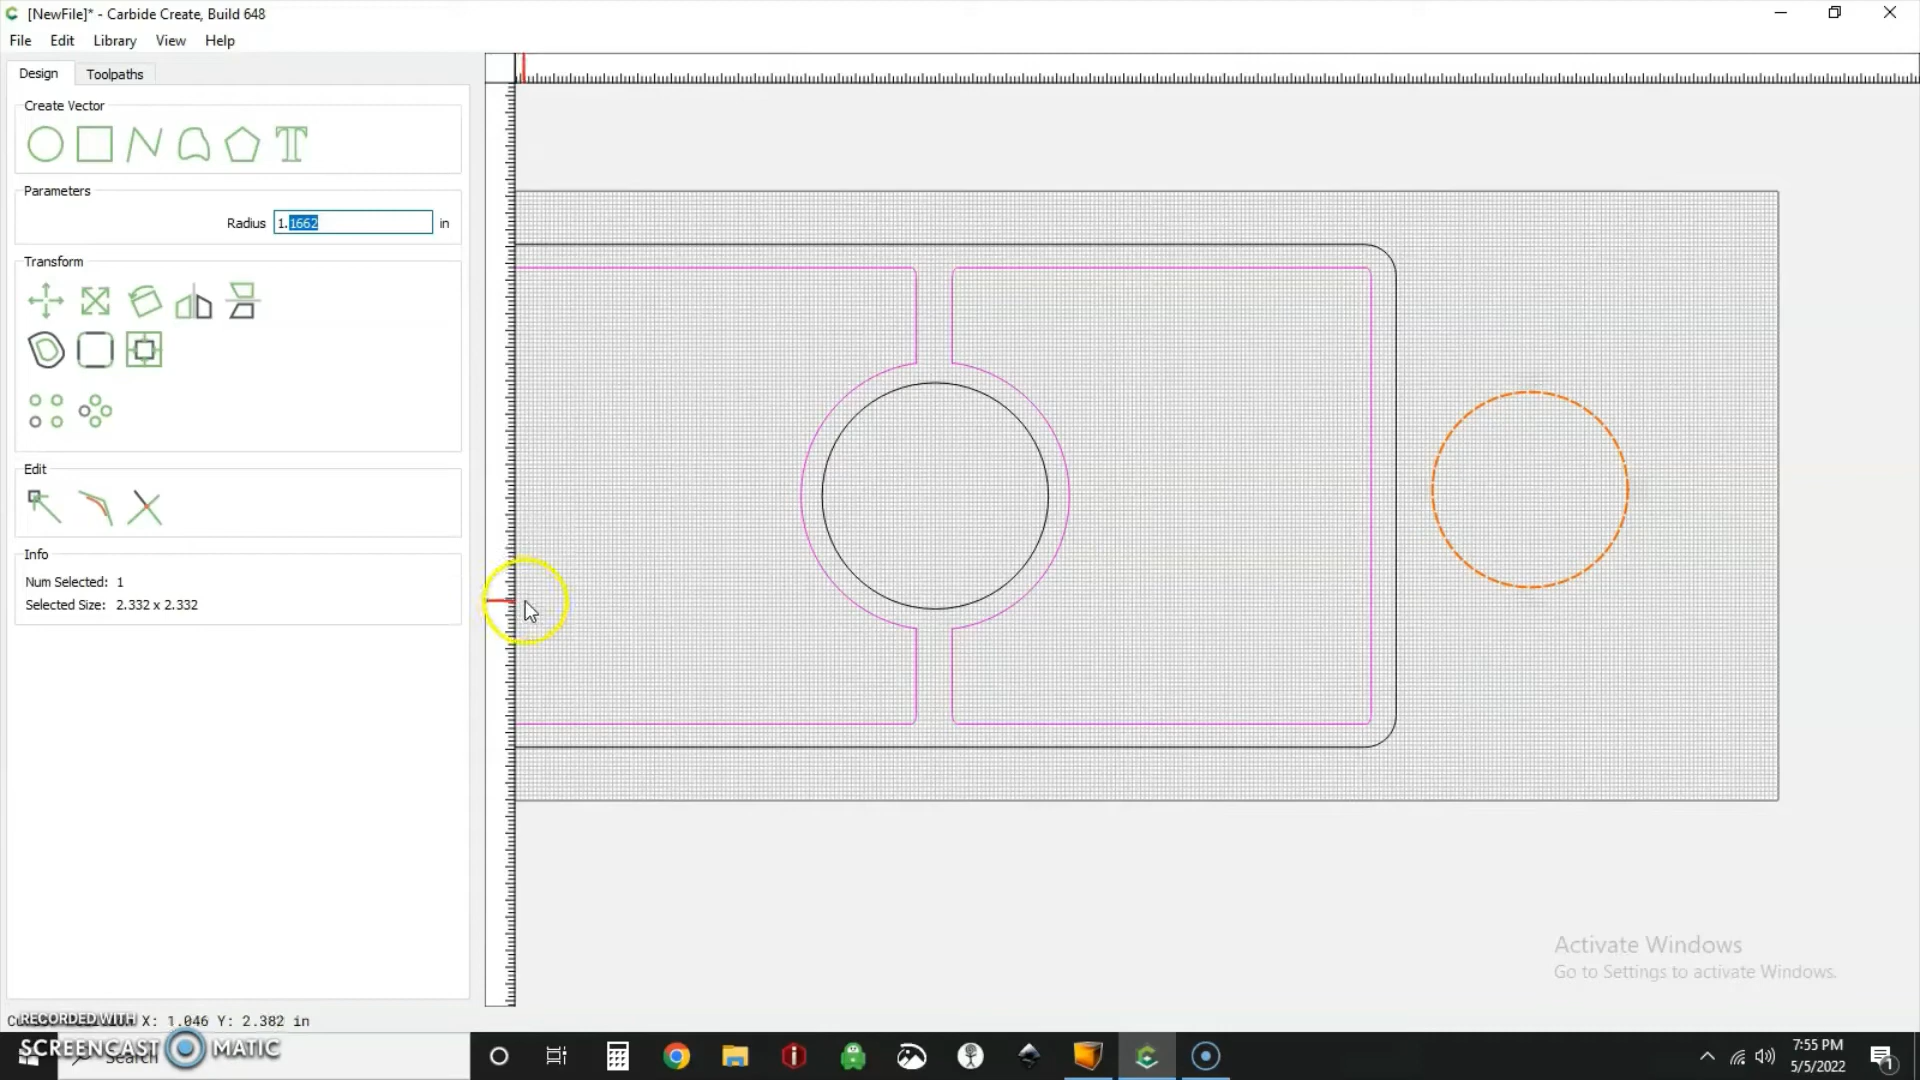 [NewFile]* - Carbide Create, Build 648
File Edit Library View Help
Design Toolpaths
Create Vector
Parameters
Radius 1.1662 in
Transform
Edit
Info
Num Selected: 1
Selected Size: 2.332 x 2.332
Activate Windows
Go to Settings to activate Windows.
X: 1.046 Y: 2.382 in
RECORDED WITH
SCREENCAST MATIC
Search
7:55 PM
5/5/2022
1